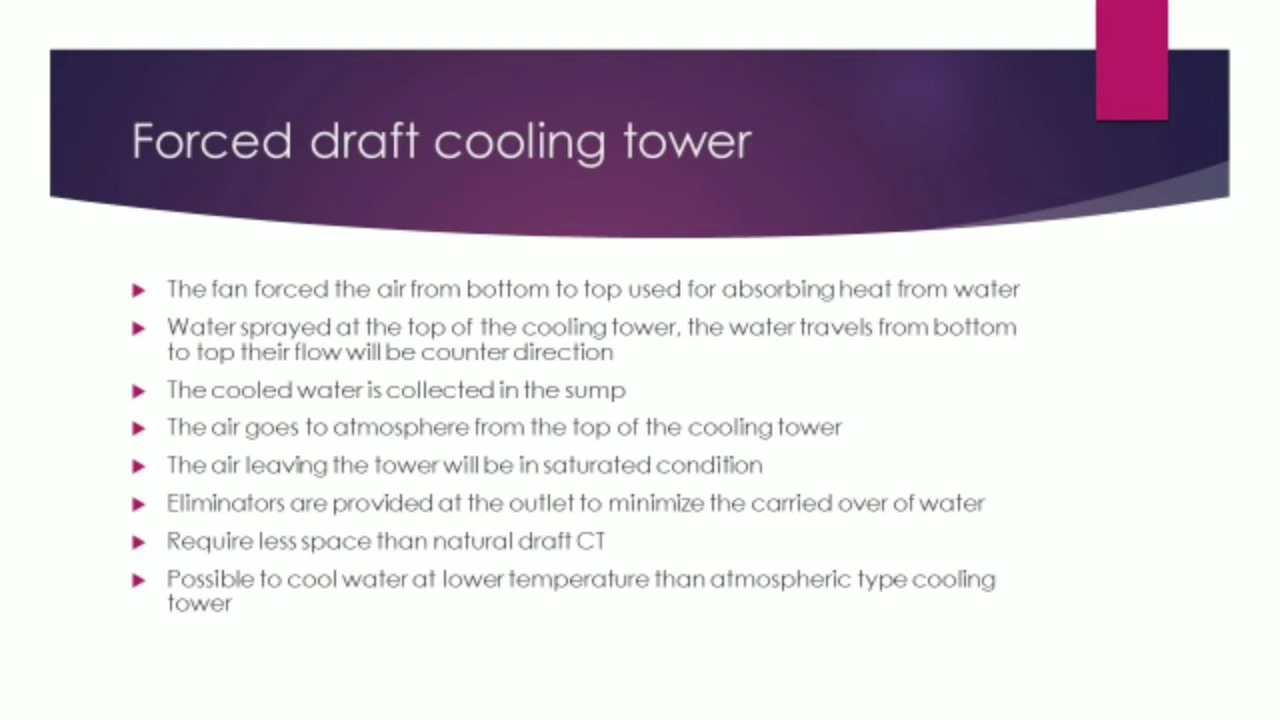 Forced draft cooling tower
The fan forced the air from bottom to top used for absorbing heat from water
Water sprayed at the top of the cooling tower, the water travels from bottom
to top their flow will be counter direction
The cooled water is collected in the sump
The air goes to atmosphere from the top of the cooling tower
The air leaving the tower will be in saturated condition
Eliminators are provided at the outlet to minimize the carried over of water
Require less space than natural draft CT
Possible to cool water at lower temperature than atmospheric type cooling
tower